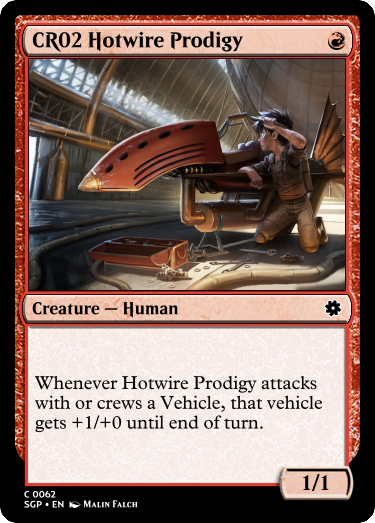 CR02 Hotwire Prodigy
Creature — Human
Whenever Hotwire Prodigy attacks
with or crews a Vehicle, that vehicle
gets +1/+0 until end of turn.
1/1
C 0062
SGP • EN Malin Falch